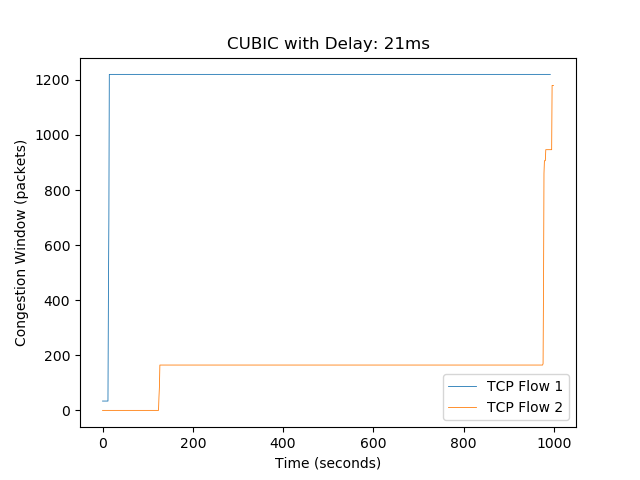 CUBIC with Delay: 21ms
Congestion Window (packets)
1200
1000
800
600
400
200
0
0 200 400 600 800 1000
Time (seconds)
TCP Flow 1
TCP Flow 2